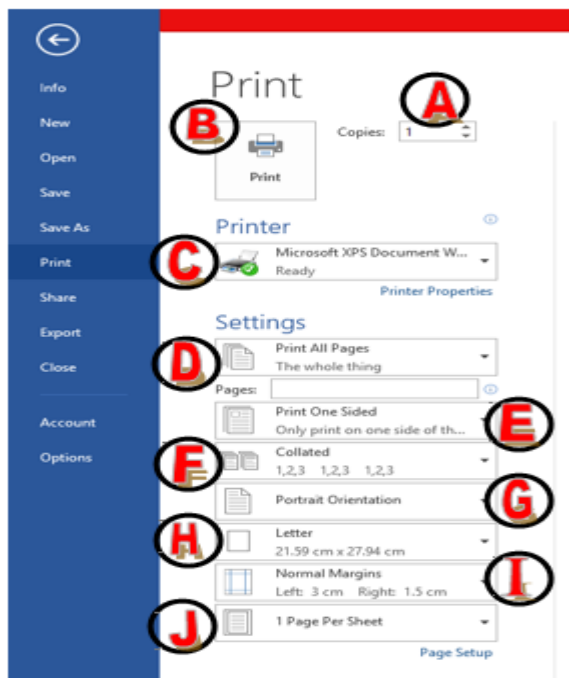 Info
New
Open
Save
Save As
Print
Share
Export
Close
Account
Options
Print
A
B
Copies: 1
Print
Printer
C
Microsoft XPS Document W...
Ready
Printer Properties
Settings
D
Print All Pages
The whole thing
Pages:
Print One Sided
Only print on one side of th...
E
F
Collated
1,2,3 1,2,3 1,2,3
Portrait Orientation
G
H
Letter
21.59 cm x 27.94 cm
Normal Margins
Left: 3 cm Right: 1.5 cm
I
J
1 Page Per Sheet
Page Setup